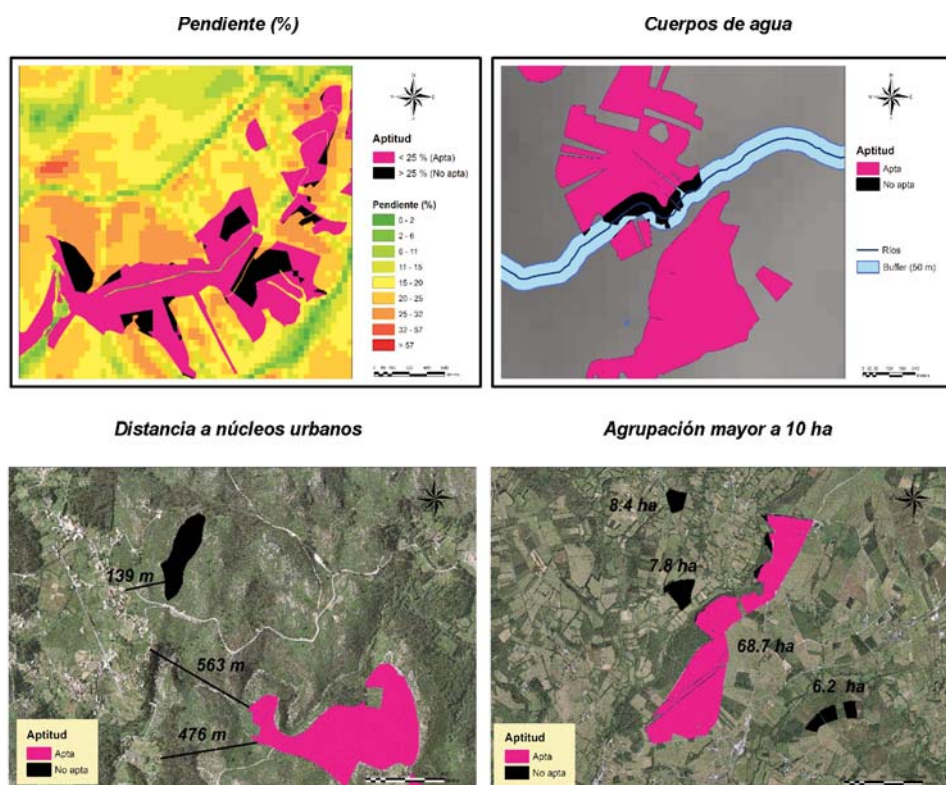 Pendiente (%)
Aptitud
< 25 % (Apta)
> 25 % (No apta)
Pendiente (%)
0 - 2
2 - 6
6 - 11
11 - 15
15 - 20
20 - 25
25 - 32
32 - 57
> 57
Cuerpos de agua
Aptitud
Apta
No apta
Ríos
Buffer (50 m)
Distancia a núcleos urbanos
139 m
563 m
476 m
Aptitud
Apta
No apta
Agrupación mayor a 10 ha
8.4 ha
7.8 ha
68.7 ha
6.2 ha
Aptitud
Apta
No apta